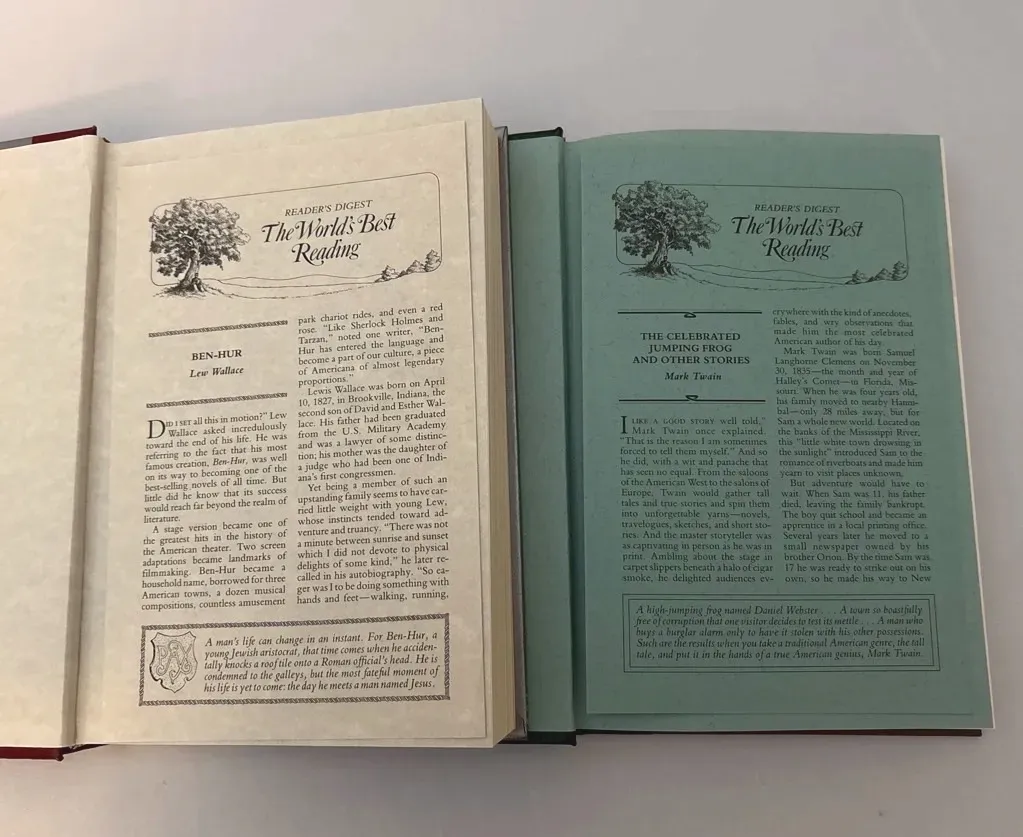 READER'S DIGEST
The World's Best
Reading
BEN-HUR
Lew Wallace
DID I SET all this in motion?" Lew
Wallace asked incredulously
toward the end of his life. He was
referring to the fact that his most
famous creation, Ben-Hur, was well
on its way to becoming one of the
best-selling novels of all time. But
little did he know that its success
would reach far beyond the realm of
literature.
A stage version became one of
the greatest hits in the history of
the American theater. Two screen
adaptations became landmarks of
filmmaking. Ben-Hur became a
household name, borrowed for three
American towns, a dozen musical
compositions, countless amusement
park chariot rides, and even a red
rose. "Like Sherlock Holmes and
Tarzan," noted one writer, "Ben-
Hur has entered the language and
become a part of our culture, a piece
of Americana of almost legendary
proportions."
Lewis Wallace was born on April
10, 1827, in Brookville, Indiana, the
second son of David and Esther Wal-
lace. His father had been graduated
from the U.S. Military Academy
and was a lawyer of some distinc-
tion; his mother was the daughter of
a judge who had been one of Indi-
ana's first congressmen.
Yet being a member of such an
upstanding family seems to have car-
ried little weight with young Lew,
whose instincts tended toward ad-
venture and truancy. "There was not
a minute between sunrise and sunset
which I did not devote to physical
delights of some kind," he later re-
called in his autobiography. "So ea-
ger was I to be doing something with
hands and feet—walking, running,
A man's life can change in an instant. For Ben-Hur, a
young Jewish aristocrat, that time comes when he acciden-
tally knocks a roof tile onto a Roman official's head. He is
condemned to the galleys, but the most fateful moment of
his life is yet to come: the day he meets a man named Jesus.
READER'S DIGEST
The World's Best
Reading
THE CELEBRATED
JUMPING FROG
AND OTHER STORIES
Mark Twain
I LIKE A GOOD STORY well told,"
Mark Twain once explained.
"That is the reason I am sometimes
forced to tell them myself." And so
he did, with a wit and panache that
has seen no equal. From the saloons
of the American West to the salons of
Europe, Twain would gather tall
tales and true stories and spin them
into unforgettable yarns—novels,
travelogues, sketches, and short sto-
ries. And the master storyteller was
as captivating in person as he was in
print. Ambling about the stage in
carpet slippers beneath a halo of cigar
smoke, he delighted audiences ev-
erywhere with the kind of anecdotes,
fables, and wry observations that
made him the most celebrated
American author of his day.
Mark Twain was born Samuel
Langhorne Clemens on November
30, 1835—the month and year of
Halley's Comet—in Florida, Mis-
souri. When he was four years old,
his family moved to nearby Hanni-
bal—only 28 miles away, but for
Sam a whole new world. Located on
the banks of the Mississippi River,
this "little white town drowsing in
the sunlight" introduced Sam to the
romance of riverboats and made him
yearn to visit places unknown.
But adventure would have to
wait. When Sam was 11, his father
died, leaving the family bankrupt.
The boy quit school and became an
apprentice in a local printing office.
Several years later he moved to a
small newspaper owned by his
brother Orion. By the time Sam was
17 he was ready to strike out on his
own, so he made his way to New
A high-jumping frog named Daniel Webster . . . A town so boastfully
free of corruption that one visitor decides to test its mettle . . . A man who
buys a burglar alarm only to have it stolen with his other possessions.
Such are the results when you take a traditional American genre, the tall
tale, and put it in the hands of a true American genius, Mark Twain.